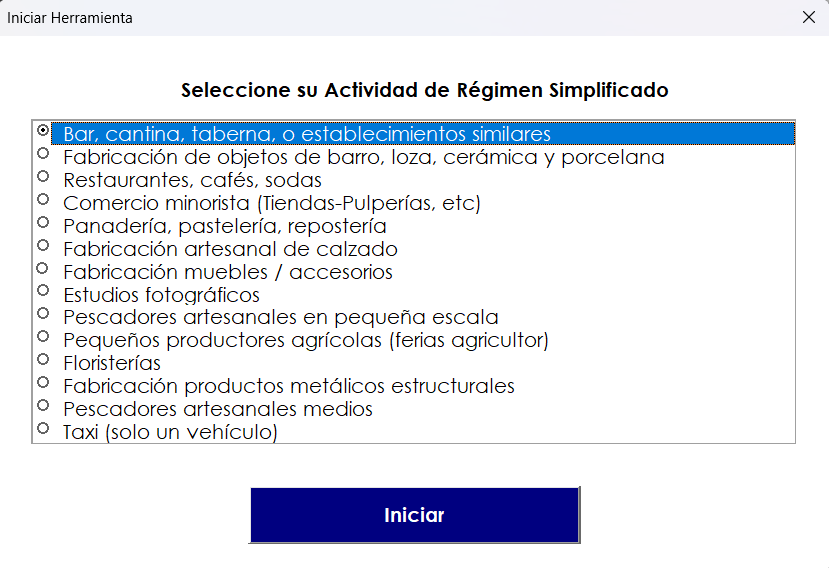 Iniciar Herramienta
Seleccione su Actividad de Régimen Simplificado
Bar, cantina, taberna, o establecimientos similares
Fabricación de objetos de barro, loza, cerámica y porcelana
Restaurantes, cafés, sodas
Comercio minorista (Tiendas-Pulperías, etc)
Panadería, pastelería, repostería
Fabricación artesanal de calzado
Fabricación muebles / accesorios
Estudios fotográficos
Pescadores artesanales en pequeña escala
Pequeños productores agrícolas (ferias agricultor)
Floristerías
Fabricación productos metálicos estructurales
Pescadores artesanales medios
Taxi (solo un vehículo)
Iniciar